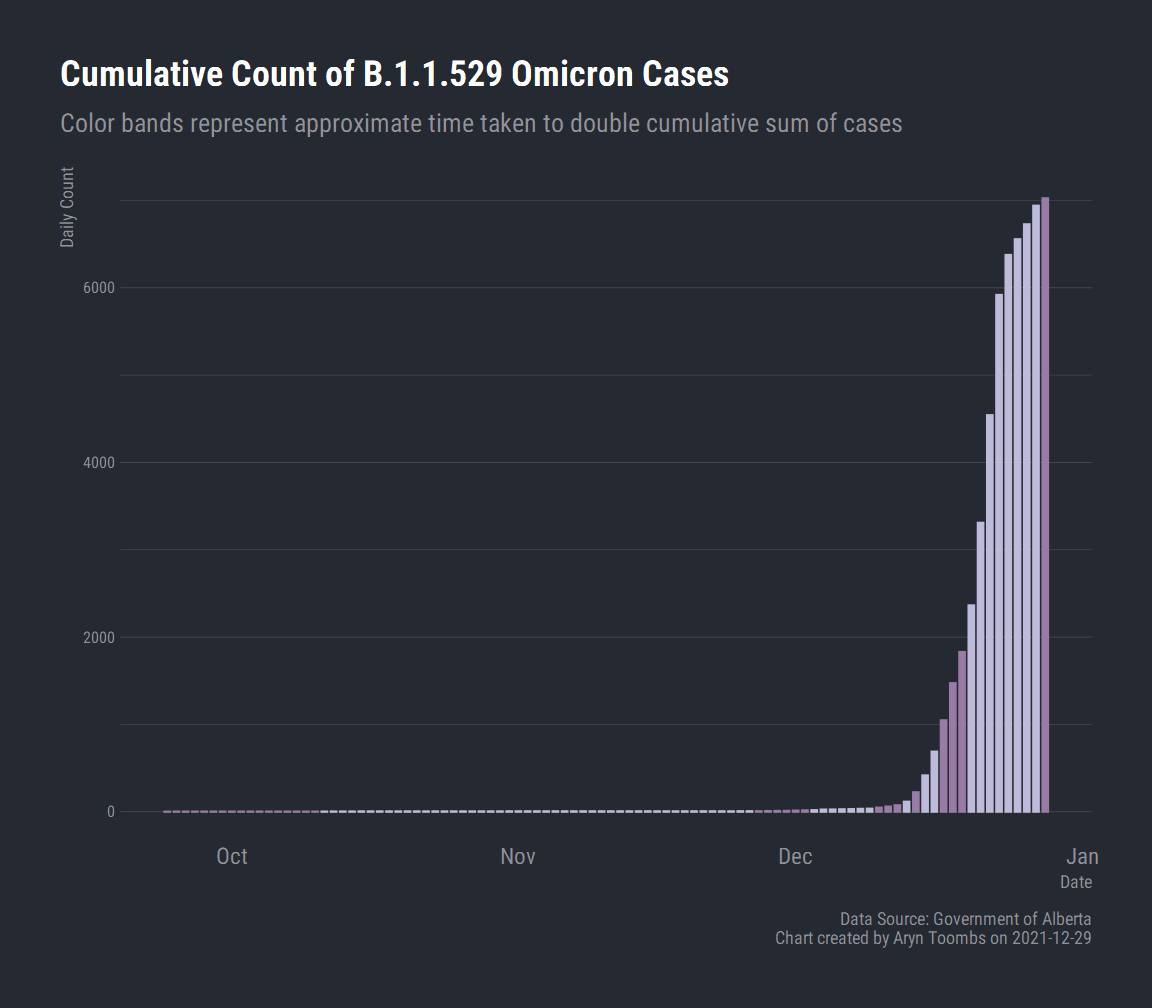 Cumulative Count of B.1.1.529 Omicron Cases
Color bands represent approximate time taken to double cumulative sum of cases
Daily Count
6000
4000
2000
0
Oct Nov Dec Jan
Date
Data Source: Government of Alberta
Chart created by Aryn Toombs on 2021-12-29